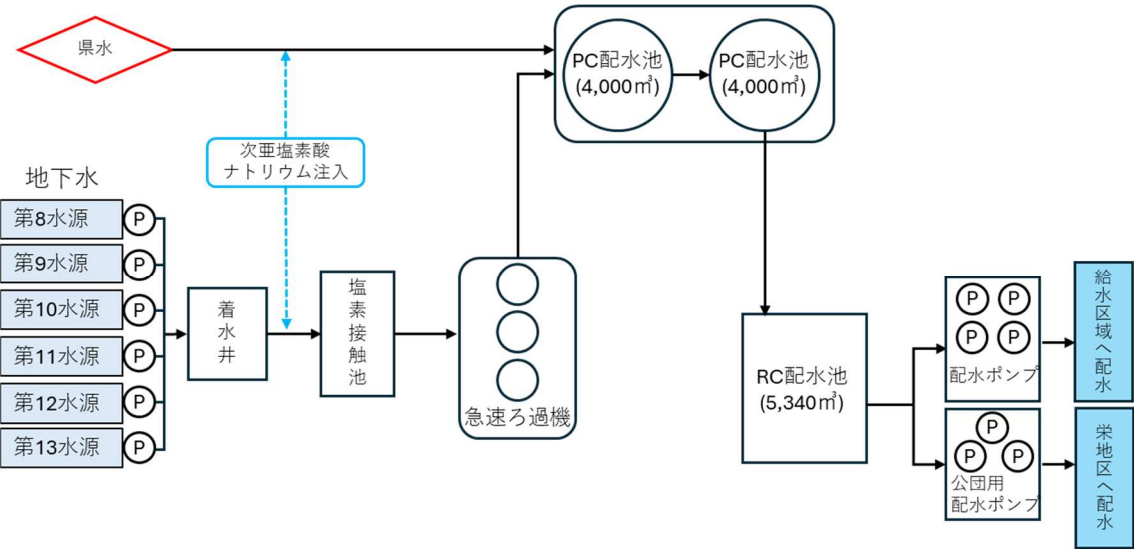 県水
PC配水池
(4,000㎥)
PC配水池
(4,000㎥)
次亜塩素酸
ナトリウム注入
地下水
第8水源
P
第9水源
P
第10水源
P
第11水源
P
第12水源
P
第13水源
P
着水井
塩素接触池
急速ろ過機
RC配水池
(5,340㎥)
P
P
P
P
配水ポンプ
給水区域へ配水
P
P
P
公団用
配水ポンプ
栄地区へ配水